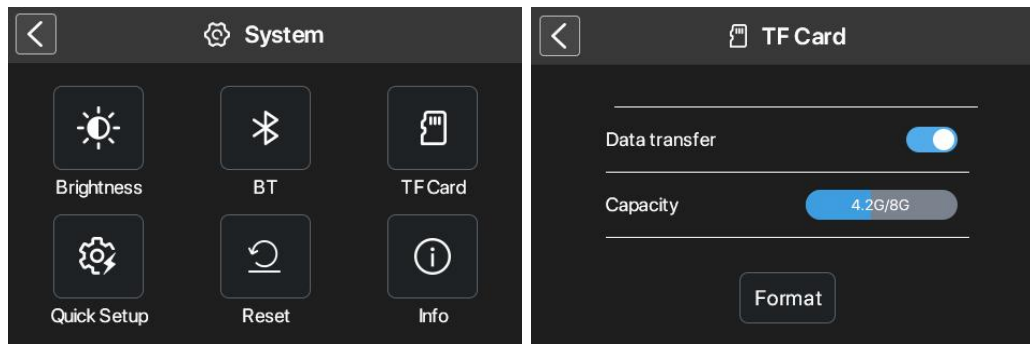 System
Brightness
BT
TF Card
Quick Setup
Reset
Info
TF Card
Data transfer
Capacity
4.2G/8G
Format